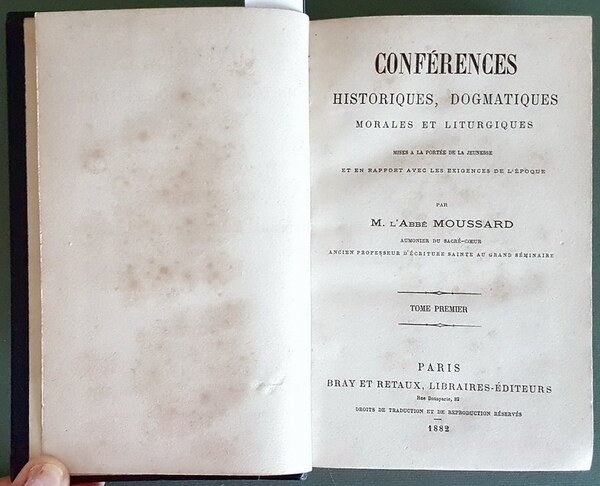 CONFÉRENCES
HISTORIQUES, DOGMATIQUES
MORALES ET LITURGIQUES
MISES A LA PORTÉE DE LA JEUNESSE
ET EN RAPPORT AVEC LES EXIGENCES DE L'ÉPOQUE
PAR
M. L'ABBÉ MOUSSARD
AUMONIER DU SACRÉ-CŒUR
ANCIEN PROFESSEUR D'ÉCRITURE SAINTE AU GRAND SÉMINAIRE
TOME PREMIER
PARIS
BRAY ET RETAUX, LIBRAIRES-ÉDITEURS
Rue Bonaparte, 82
DROITS DE TRADUCTION ET DE REPRODUCTION RÉSERVÉS
1882